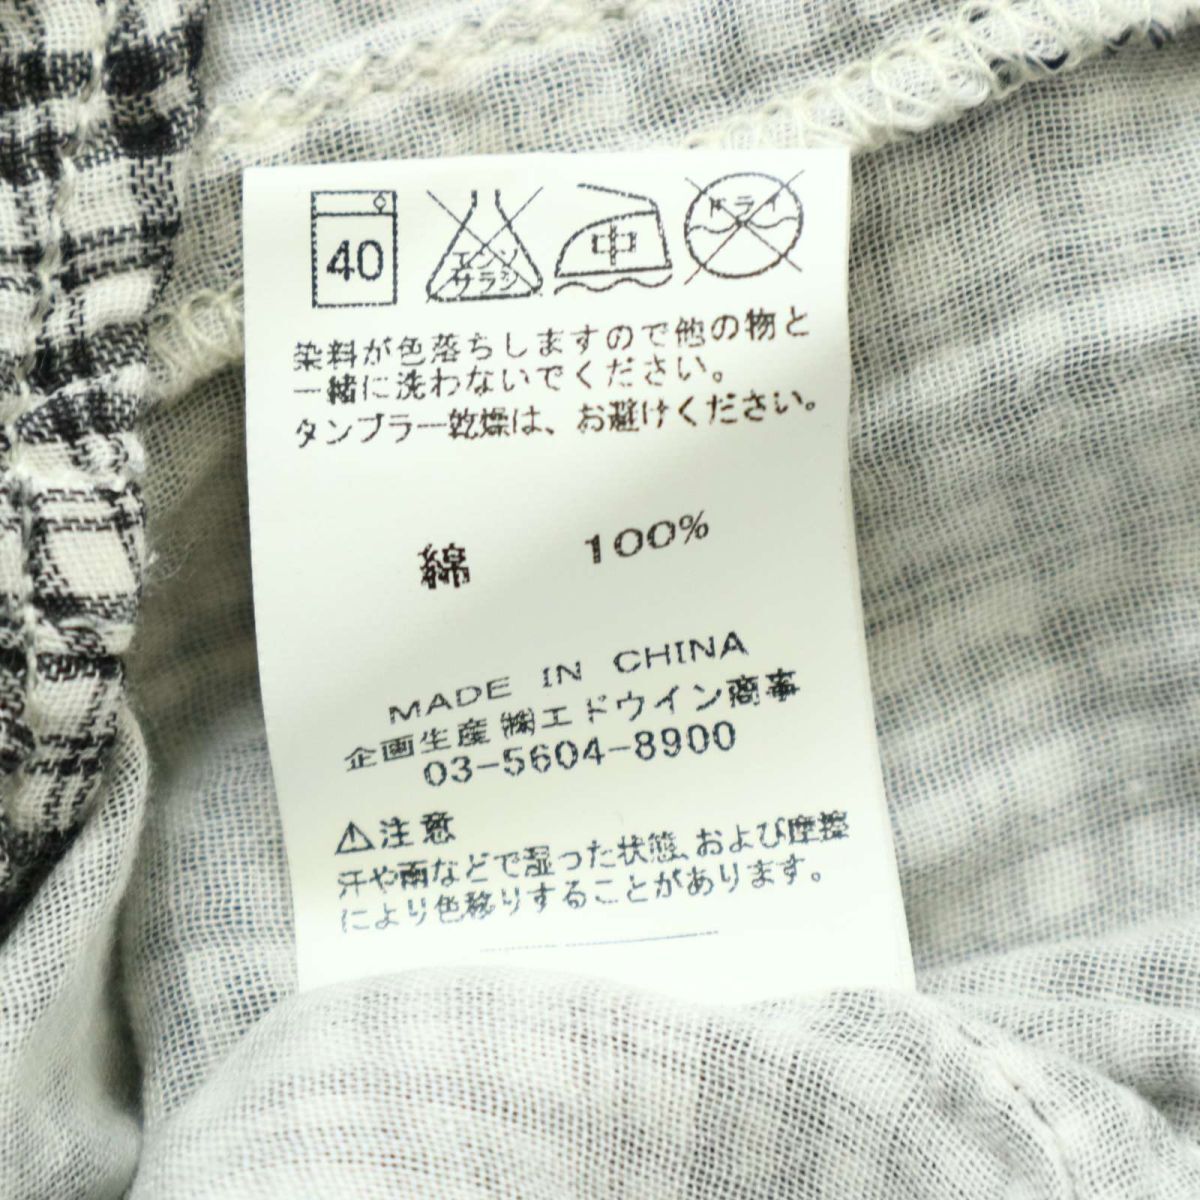 40 エンソ 中 ドライ
サラシ
染料が色落ちしますので他の物と
一緒に洗わないでください。
タンブラー乾燥は、お避けください。
綿 100%
MADE IN CHINA
企画生産㈱エドウイン商事
03-5604-8900
⚠注意
汗や雨などで湿った状態、および摩擦
により色移りすることがあります。